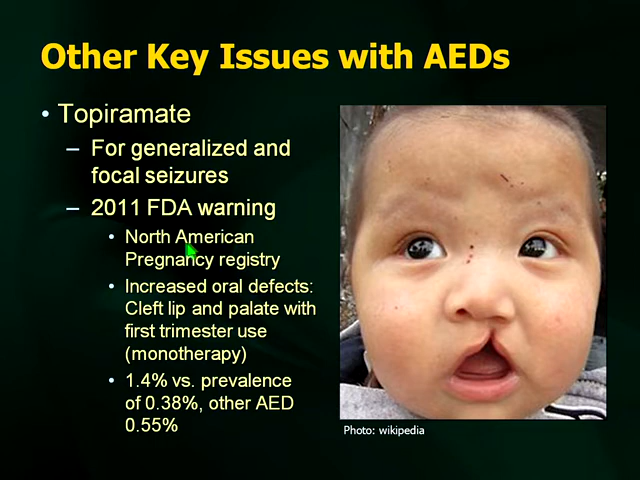 Other Key Issues with AEDs
• Topiramate
– For generalized and
focal seizures
– 2011 FDA warning
• North American
Pregnancy registry
• Increased oral defects:
Cleft lip and palate with
first trimester use
(monotherapy)
• 1.4% vs. prevalence
of 0.38%, other AED
0.55%
Photo: wikipedia